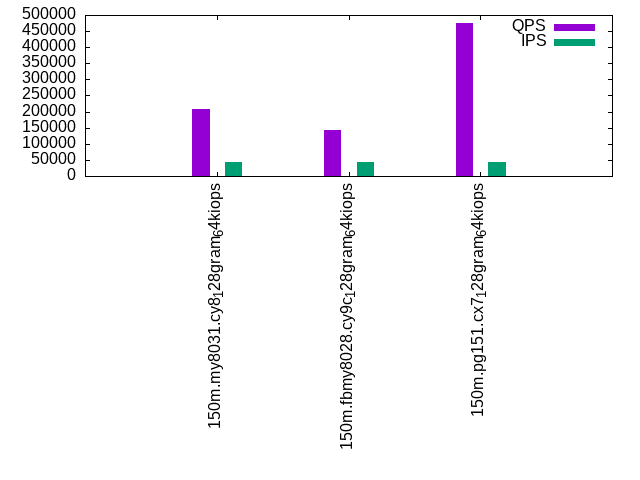 500000
450000
400000
350000
300000
250000
200000
150000
100000
50000
0
QPS
IPS
150m.my8031.cy8₁28gram₆4kiops
150m.fbmy8028.cy9c₁28gram₆4kiops
150m.pg151.cx7₁28gram₆4kiops